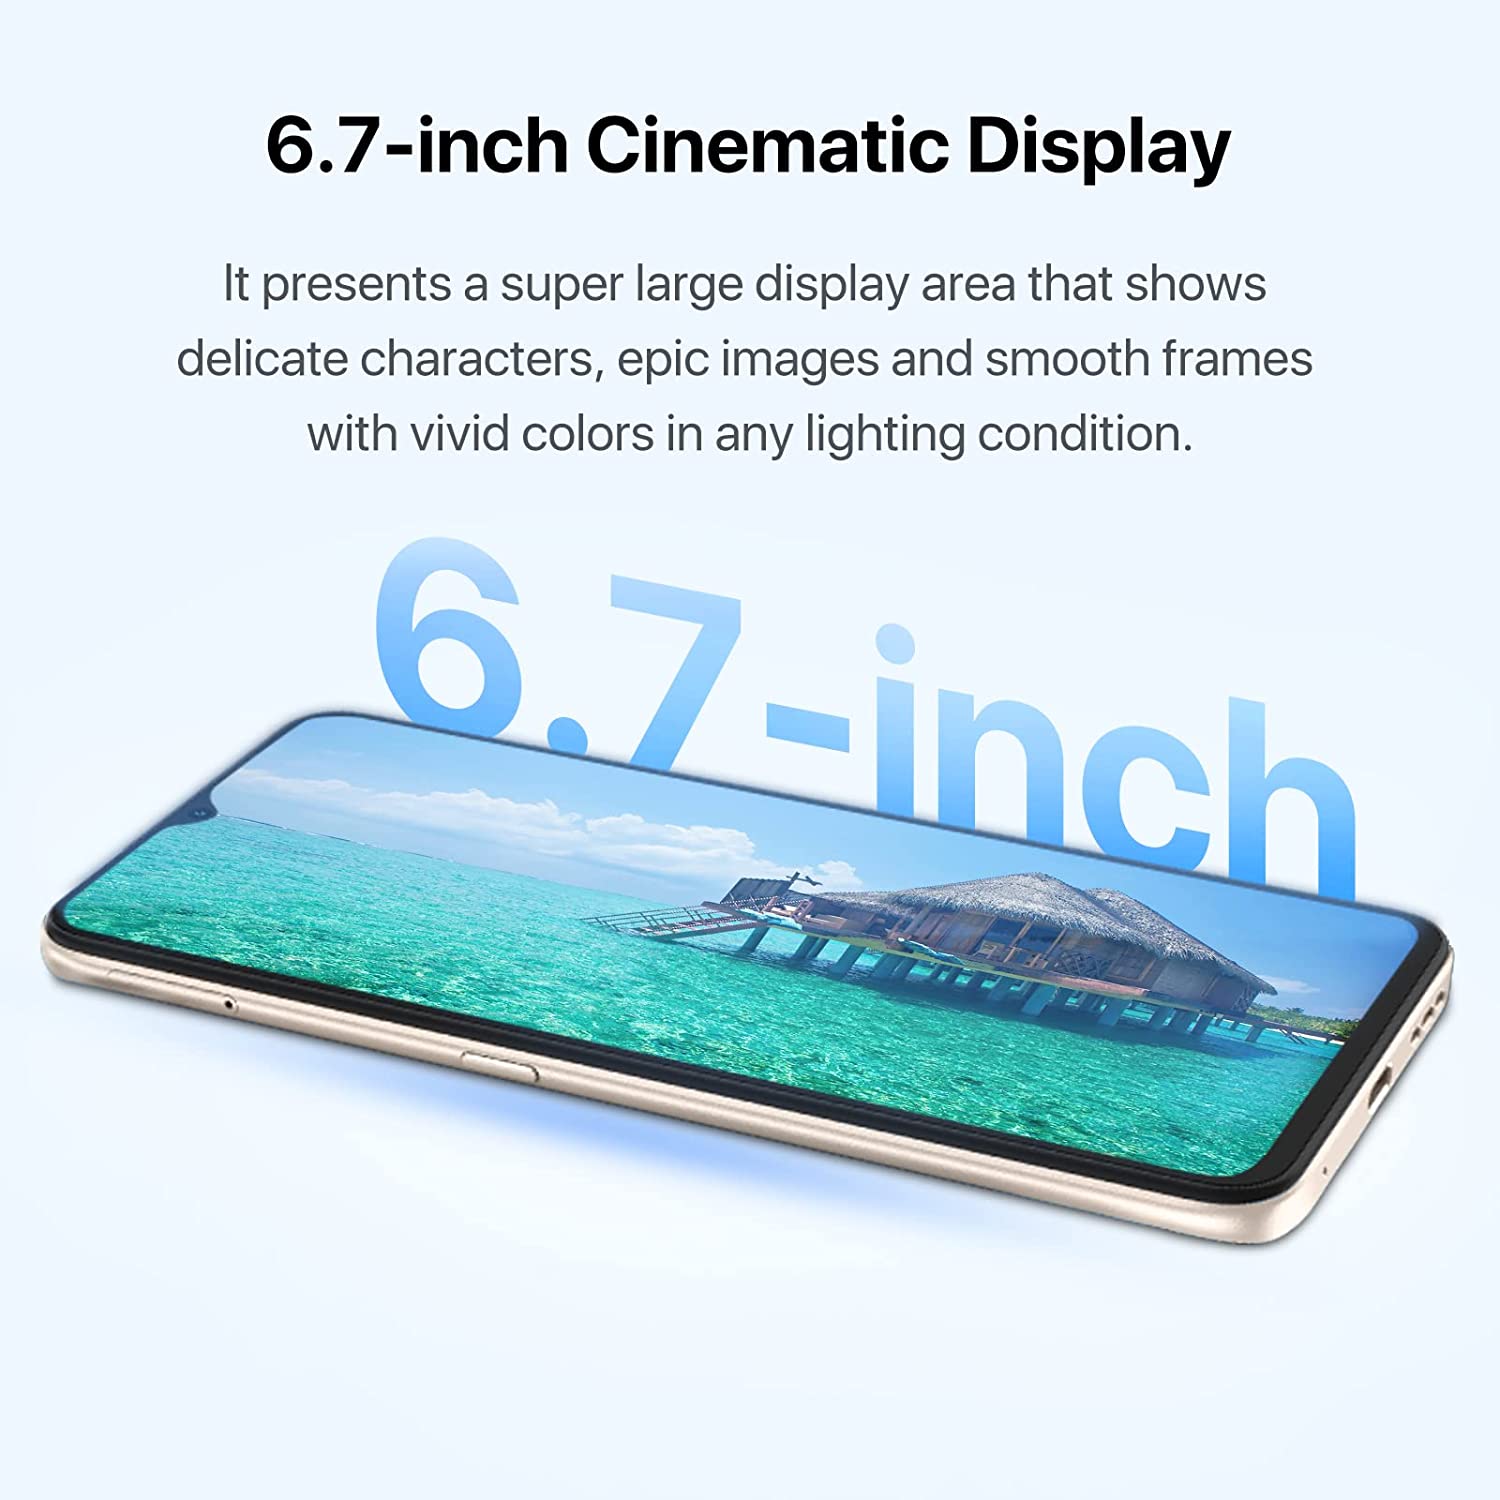 6.7-inch Cinematic Display
It presents a super large display area that shows
delicate characters, epic images and smooth frames
with vivid colors in any lighting condition.
6.7-inch